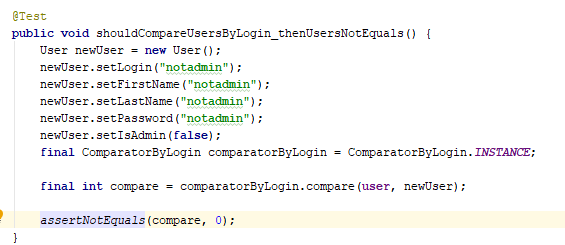 @Test
public void shouldCompareUsersByLogin_thenUsersNotEquals() {
User newUser = new User();
newUser.setLogin("notadmin");
newUser.setFirstName("notadmin");
newUser.setLastName("notadmin");
newUser.setPassword("notadmin");
newUser.setIsAdmin(false);
final ComparatorByLogin comparatorByLogin = ComparatorByLogin.INSTANCE;
final int compare = comparatorByLogin.compare(user, newUser);
assertNotEquals(compare, 0);
}